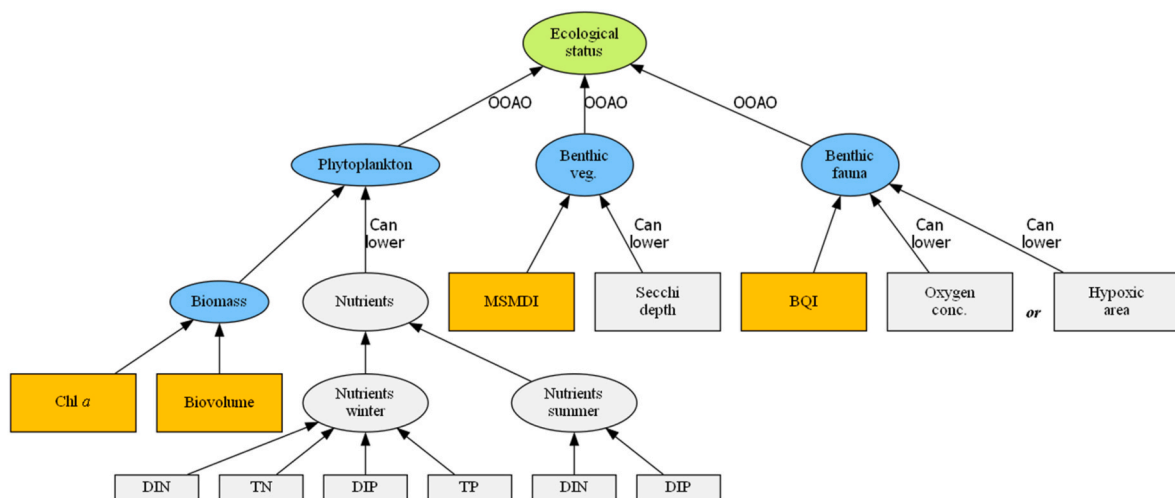 Ecological
status
OOAO
OOAO
OOAO
Phytoplankton
Benthic
veg.
Benthic
fauna
Can
lower
Can
lower
Can
lower
Can
lower
Biomass
Nutrients
MSMDI
Secchi
depth
BQI
Oxygen
conc.
or
Hypoxic
area
Chl a
Biovolume
Nutrients
winter
Nutrients
summer
DIN
TN
DIP
TP
DIN
DIP